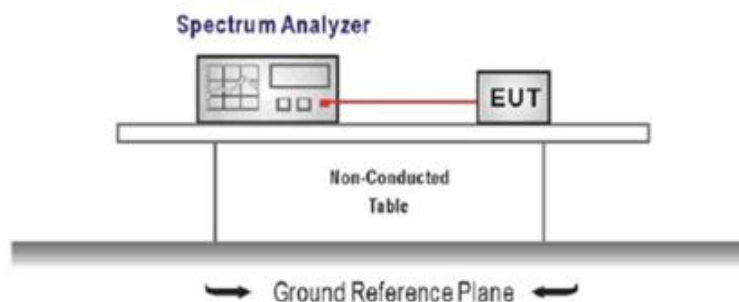 Spectrum Analyzer
EUT
Non-Conducted
Table
Ground Reference Plane